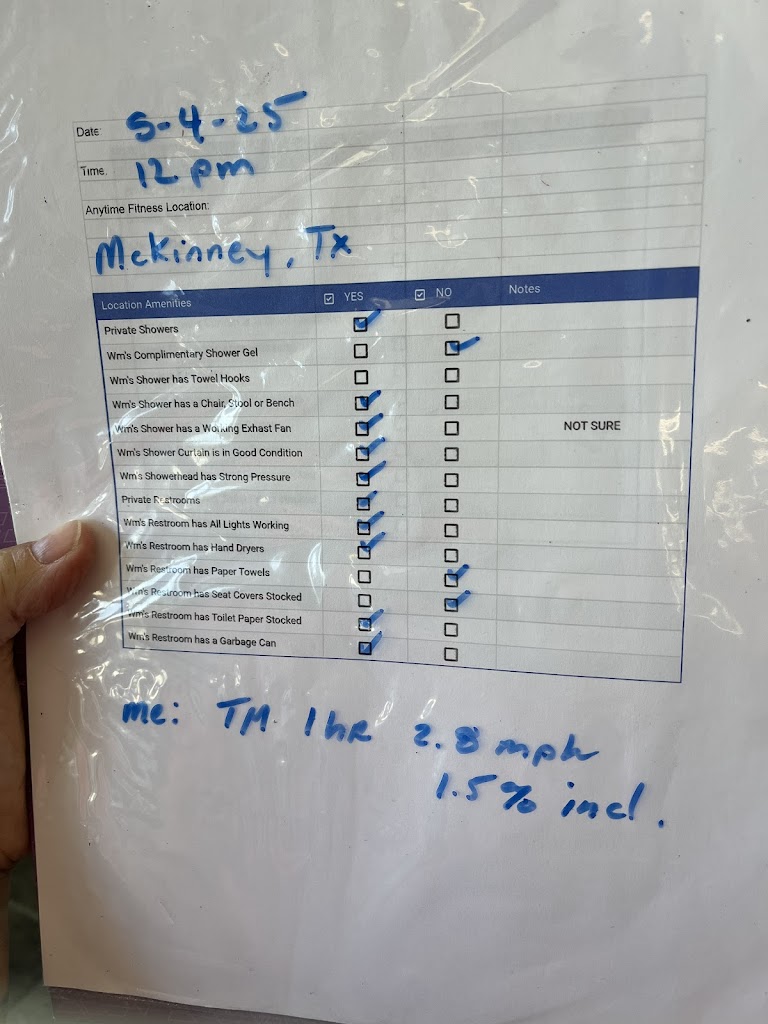 Date: 5-4-25
Time. 12 pm
Anytime Fitness Location:
McKinney, Tx
Location Amenities ☑ YES ☑ NO Notes
Private Showers
Wm's Complimentary Shower Gel
Wm's Shower has Towel Hooks
Wm's Shower has a Chair, Stool or Bench
Wm's Shower has a Working Exhast Fan NOT SURE
Wm's Shower Curtain is in Good Condition
Wm's Showerhead has Strong Pressure
Private Restrooms
Wm's Restroom has All Lights Working
Wm's Restroom has Hand Dryers
Wm's Restroom has Paper Towels
Wm's Restroom has Seat Covers Stocked
Wm's Restroom has Toilet Paper Stocked
Wm's Restroom has a Garbage Can
me: TM 1 hr 2.8 mph
1.5% incl.